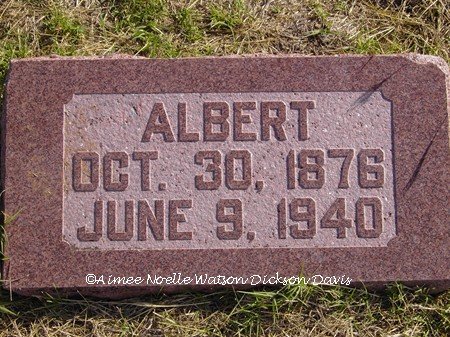 ALBERT
OCT. 30, 1876
JUNE 9, 1940
©Aimee Noelle Watson Dickson Davis